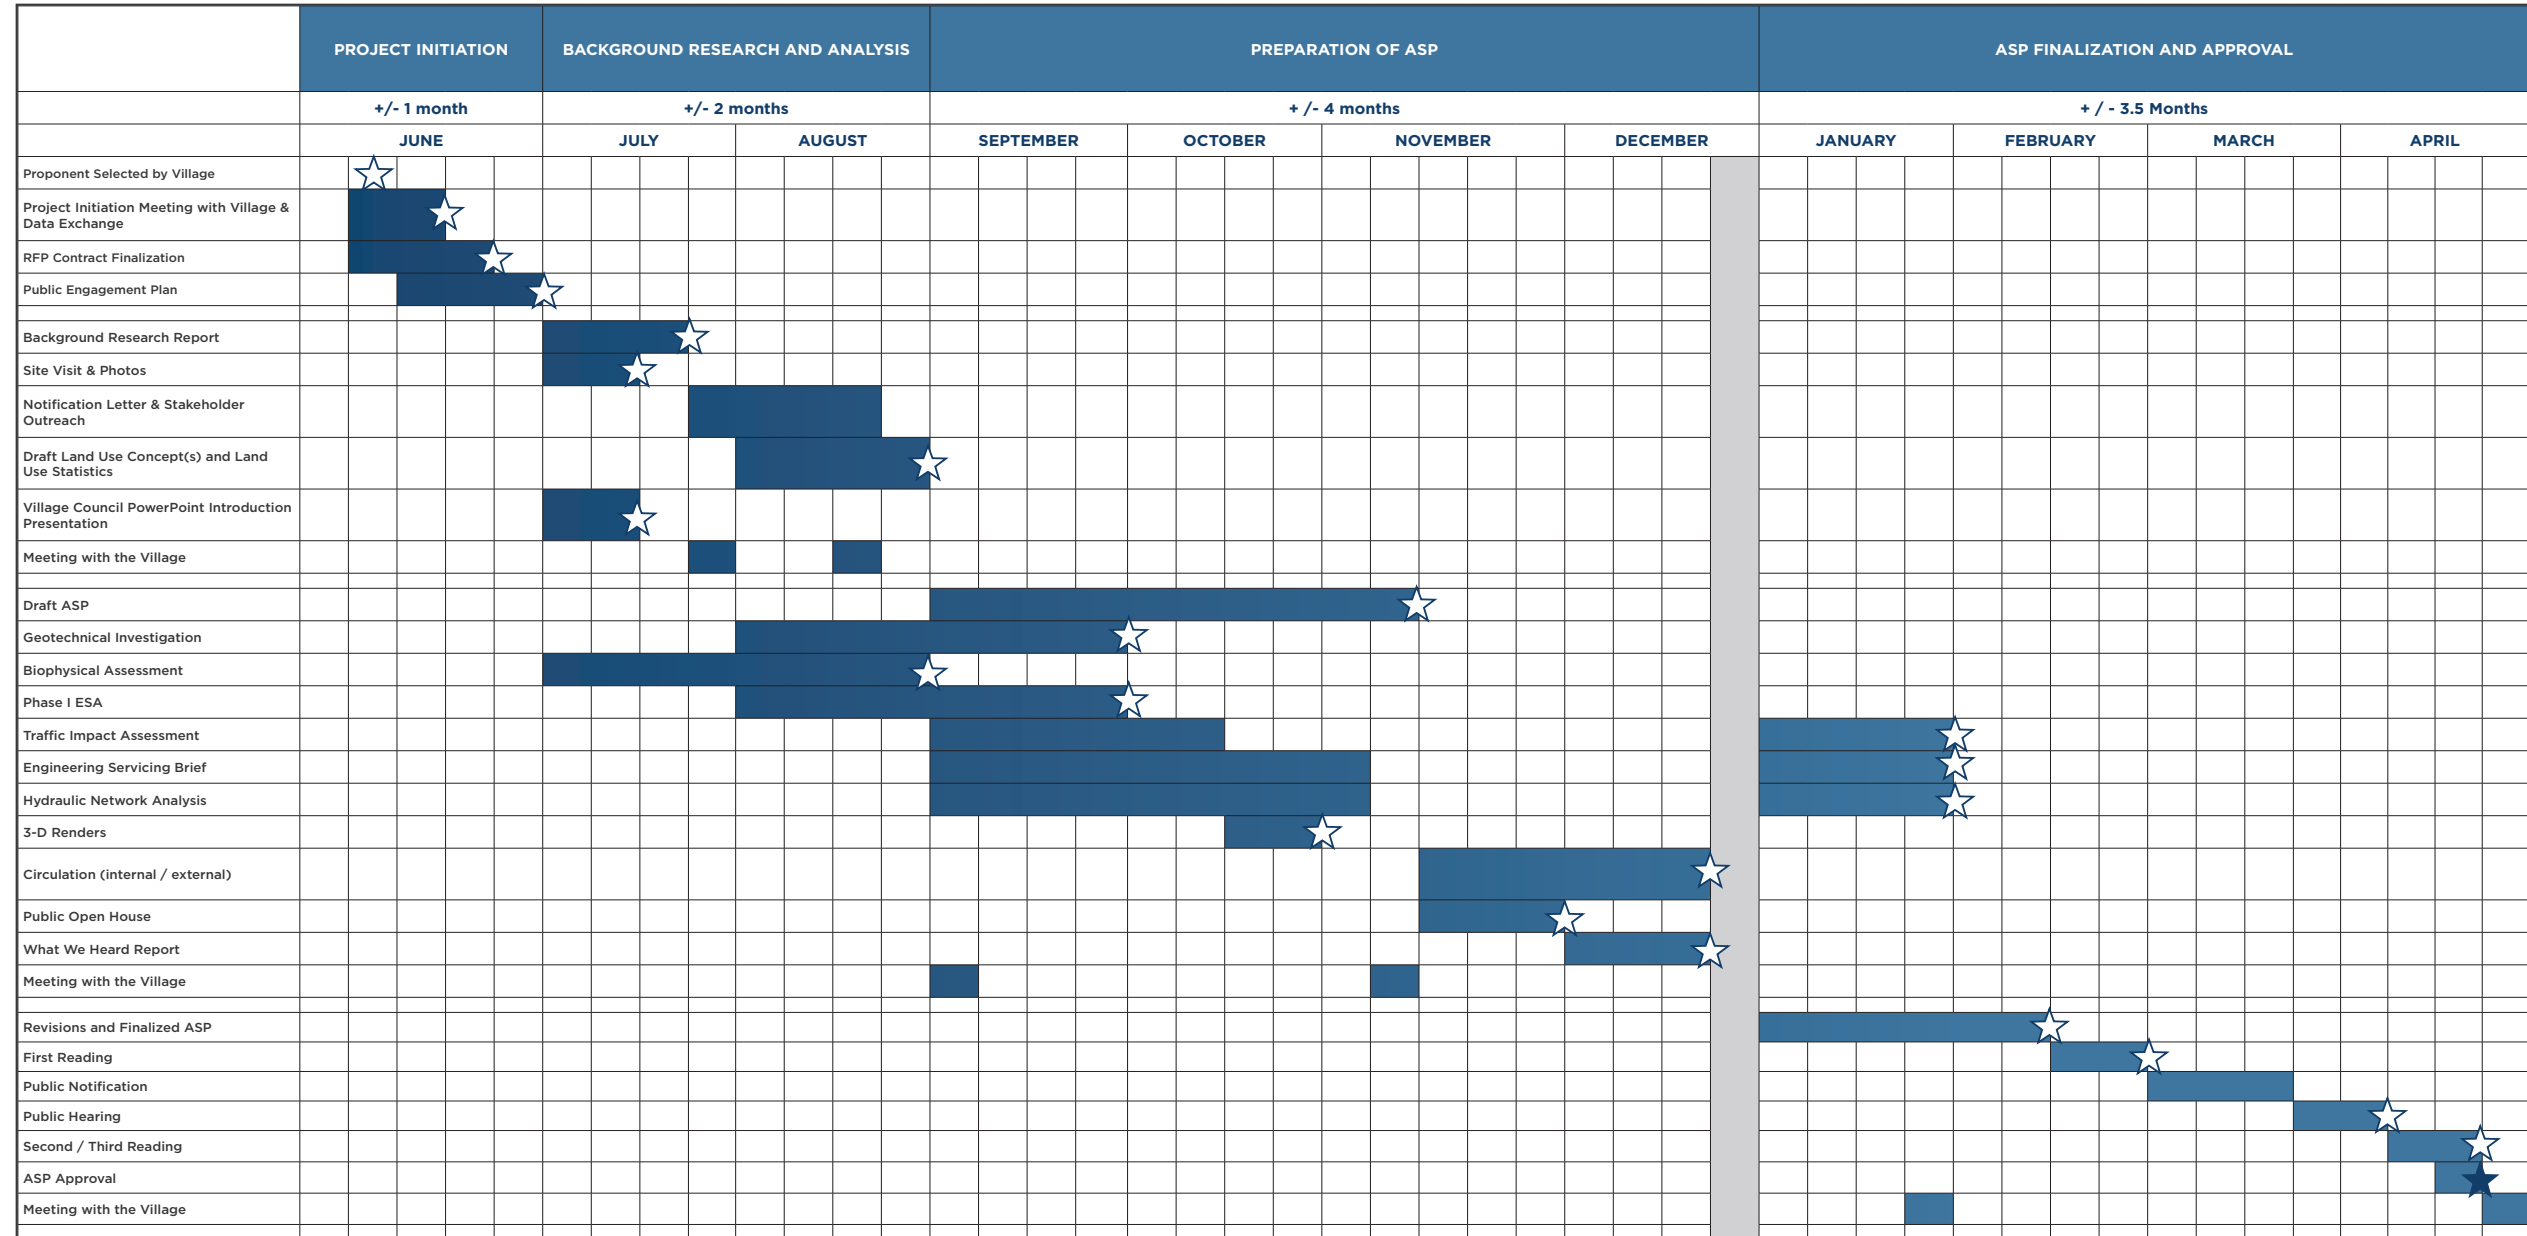 PROJECT INITIATION
BACKGROUND RESEARCH AND ANALYSIS
PREPARATION OF ASP
ASP FINALIZATION AND APPROVAL
+/- 1 month
+/- 2 months
+ /- 4 months
+ / - 3.5 Months
JUNE
JULY
AUGUST
SEPTEMBER
OCTOBER
NOVEMBER
DECEMBER
JANUARY
FEBRUARY
MARCH
APRIL
Proponent Selected by Village
Project Initiation Meeting with Village &
Data Exchange
RFP Contract Finalization
Public Engagement Plan
Background Research Report
Site Visit & Photos
Notification Letter & Stakeholder
Outreach
Draft Land Use Concept(s) and Land
Use Statistics
Village Council PowerPoint Introduction
Presentation
Meeting with the Village
Draft ASP
Geotechnical Investigation
Biophysical Assessment
Phase I ESA
Traffic Impact Assessment
Engineering Servicing Brief
Hydraulic Network Analysis
3-D Renders
Circulation (internal / external)
Public Open House
What We Heard Report
Meeting with the Village
Revisions and Finalized ASP
First Reading
Public Notification
Public Hearing
Second / Third Reading
ASP Approval
Meeting with the Village